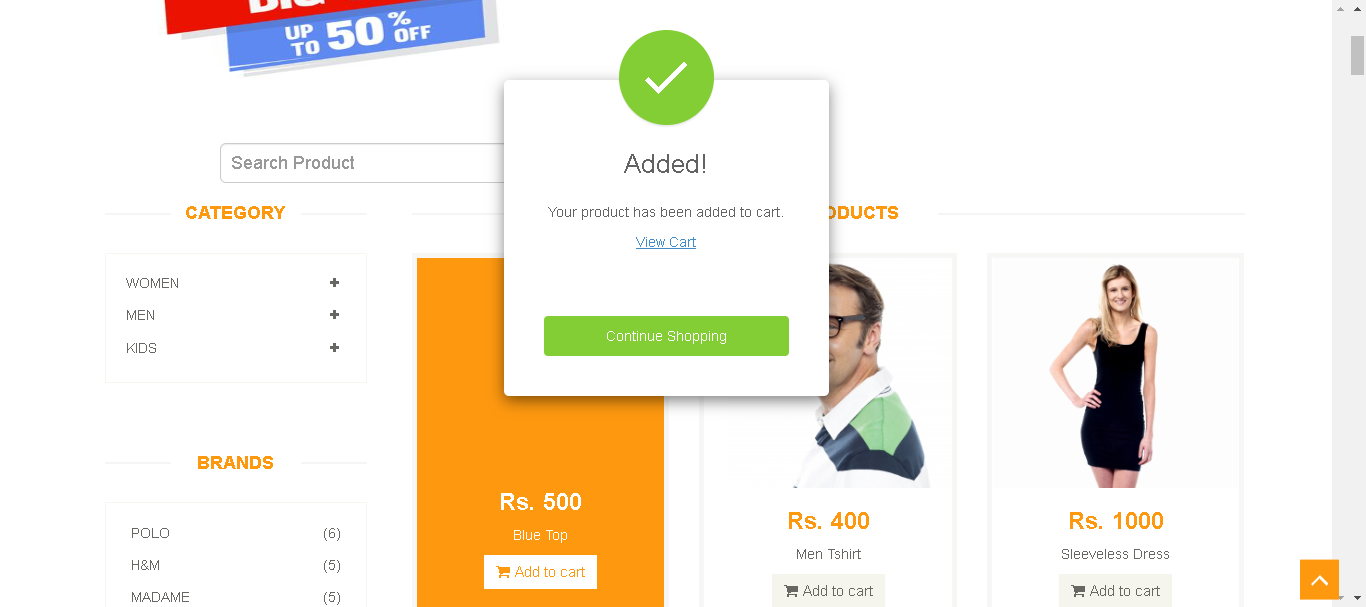 UP TO 50% OFF
Search Product
Added!
Your product has been added to cart.
View Cart
Continue Shopping
CATEGORY
WOMEN
MEN
KIDS
BRANDS
POLO (6)
H&M (5)
MADAME (5)
Rs. 500
Blue Top
Add to cart
Rs. 400
Men Tshirt
Add to cart
Rs. 1000
Sleeveless Dress
Add to cart